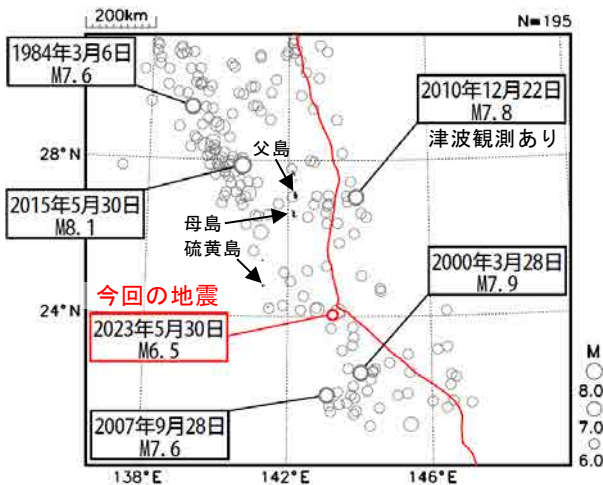 200km
N=195
1984年3月6日
M7.6
2010年12月22日
M7.8
津波観測あり
28°N
父島
2015年5月30日
M8.1
母島
硫黄島
2000年3月28日
M7.9
今回の地震
24°N
2023年5月30日
M6.5
2007年9月28日
M7.6
M
8.0
7.0
6.0
138°E
142°E
146°E